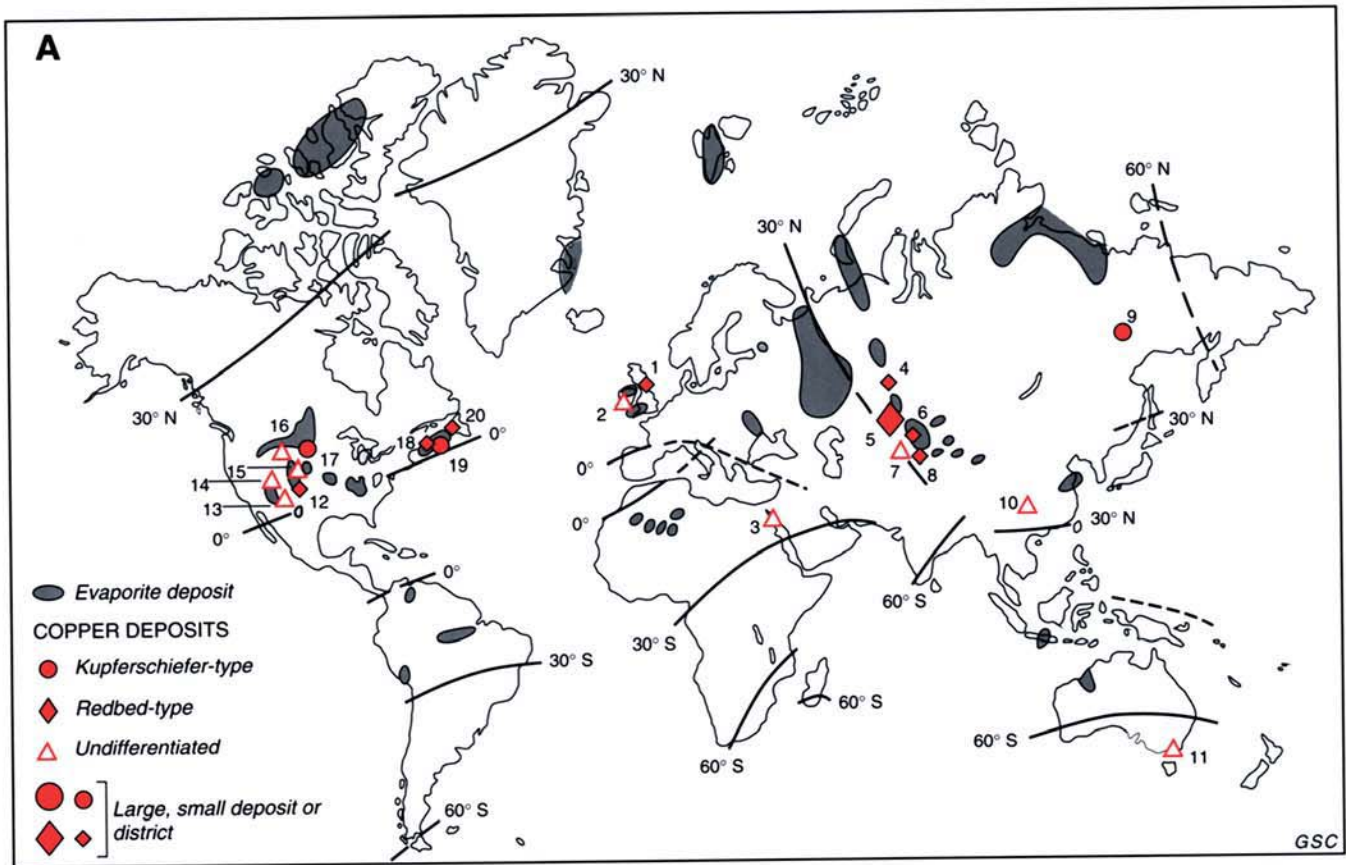 A
30° N
60° N
30° N
9
1
4
2
6
30° N
30° N
20
16
18
0°
5
0°
19
17
15
8
7
14
12
10
13
3
30° N
0°
0°
0°
60° S
Evaporite deposit
COPPER DEPOSITS
30° S
30° S
Kupferschiefer-type
60° S
Redbed-type
60° S
11
Undifferentiated
60° S
Large, small deposit or
district
60° S
GSC